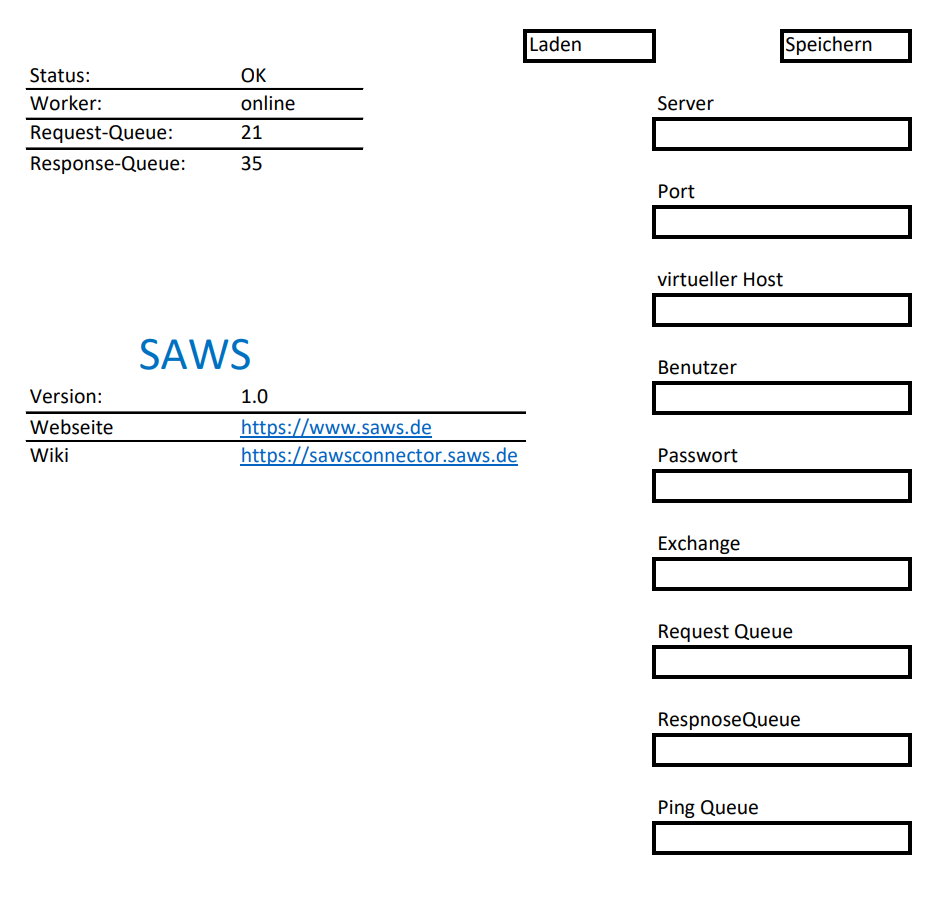 Laden
Speichern
Status: OK
Worker: online
Request-Queue: 21
Response-Queue: 35
SAWS
Version: 1.0
Webseite https://www.saws.de
Wiki https://sawsconnector.saws.de
Server
Port
virtueller Host
Benutzer
Passwort
Exchange
Request Queue
RespnoseQueue
Ping Queue